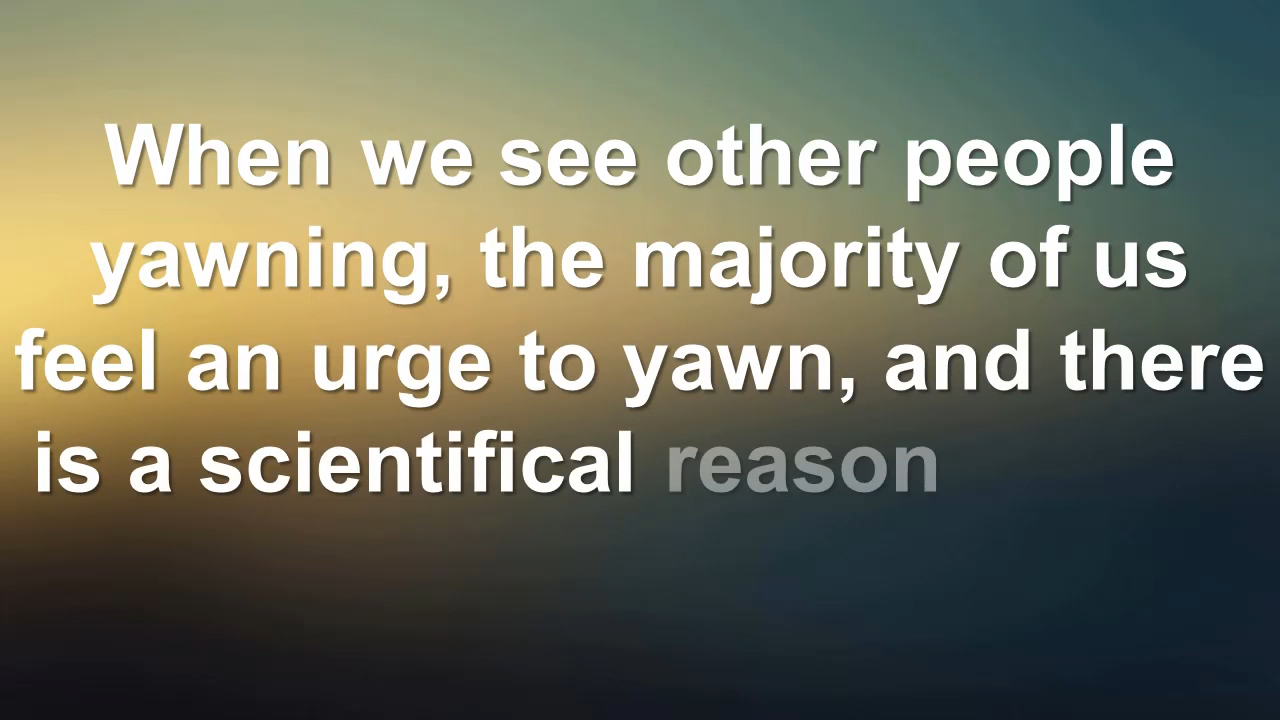 When we see other people
yawning, the majority of us
feel an urge to yawn, and there
is a scientifical reason